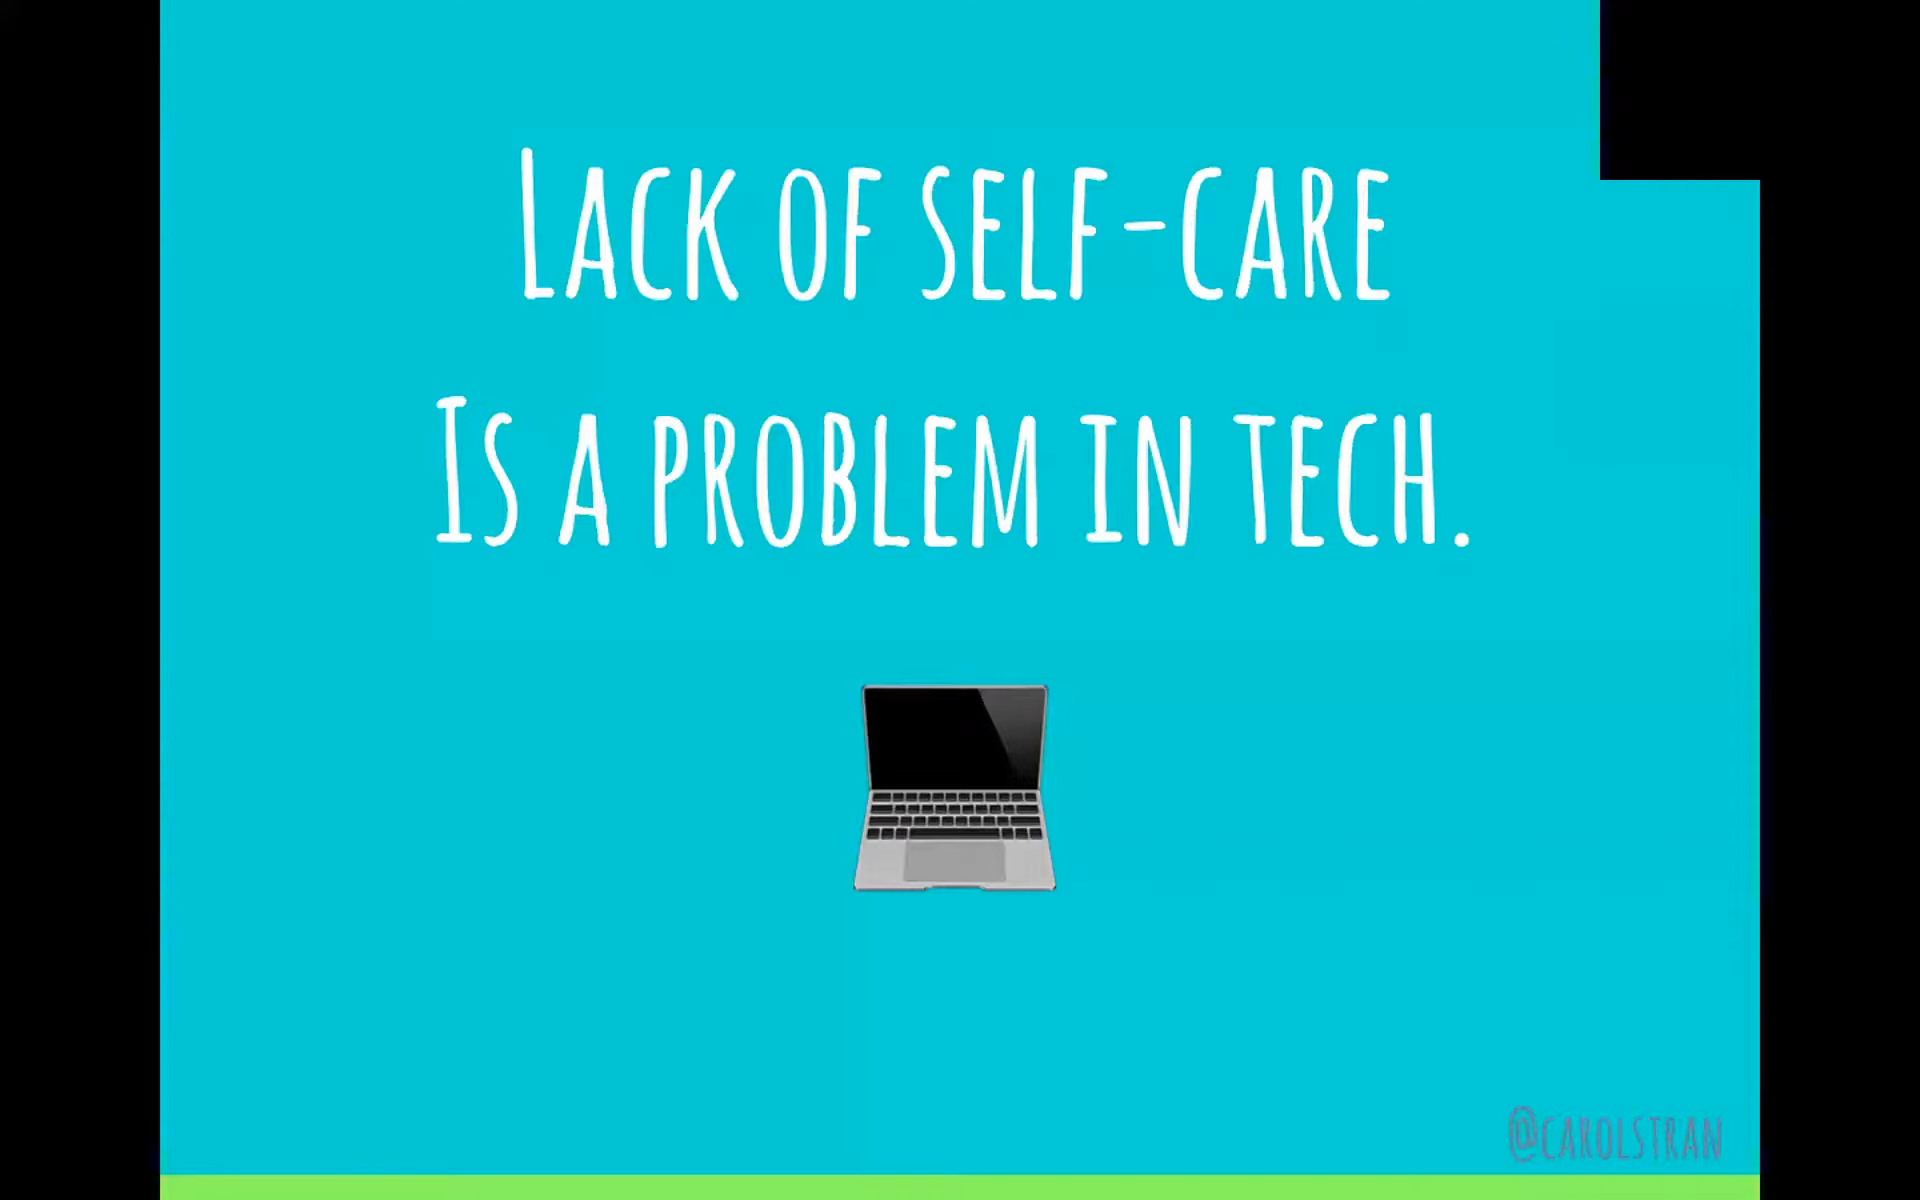 Lack of self-care
Is a problem in tech.
@carolstran